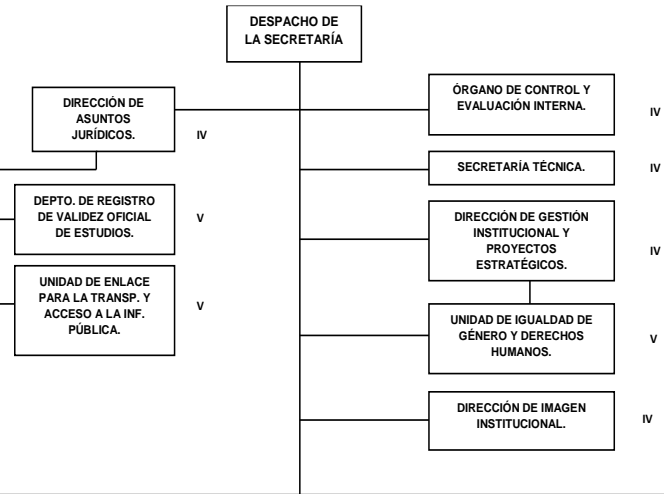 DESPACHO DE
LA SECRETARÍA
DIRECCIÓN DE
ASUNTOS
JURÍDICOS.
IV
DEPTO. DE REGISTRO
DE VALIDEZ OFICIAL
DE ESTUDIOS.
V
UNIDAD DE ENLACE
PARA LA TRANSP. Y
ACCESO A LA INF.
PÚBLICA.
V
ÓRGANO DE CONTROL Y
EVALUACIÓN INTERNA.
IV
SECRETARÍA TÉCNICA.
IV
DIRECCIÓN DE GESTIÓN
INSTITUCIONAL Y
PROYECTOS
ESTRATÉGICOS.
IV
UNIDAD DE IGUALDAD DE
GÉNERO Y DERECHOS
HUMANOS.
V
DIRECCIÓN DE IMAGEN
INSTITUCIONAL.
IV